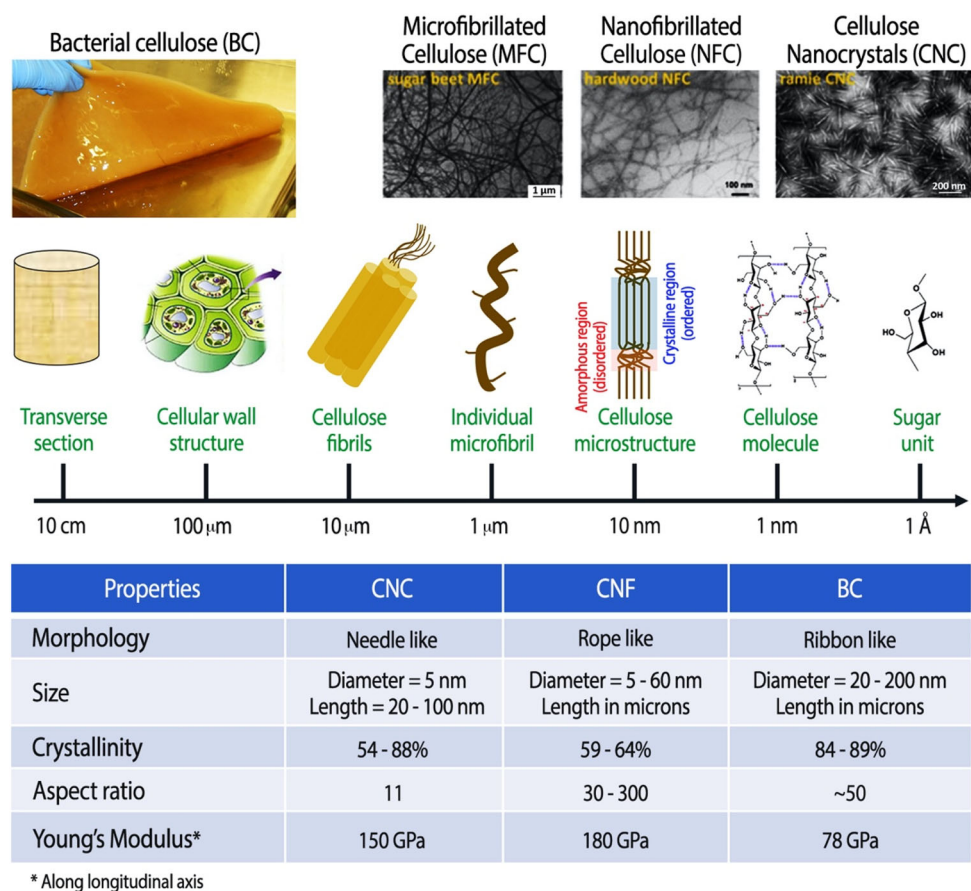 Bacterial cellulose (BC)
Microfibrillated
Cellulose (MFC)
Nanofibrillated
Cellulose (NFC)
Cellulose
Nanocrystals (CNC)
sugar beet MFC
1 µm
hardwood NFC
100 nm
ramie CNC
200 nm
Amorphous region
(disordered)
Crystalline region
(ordered)
Transverse
section
Cellular wall
structure
Cellulose
fibrils
Individual
microfibril
Cellulose
microstructure
Cellulose
molecule
Sugar
unit
10 cm
100 µm
10 µm
1 µm
10 nm
1 nm
1 Å
Properties
CNC
CNF
BC
Morphology
Needle like
Rope like
Ribbon like
Size
Diameter = 5 nm
Length = 20 - 100 nm
Diameter = 5 - 60 nm
Length in microns
Diameter = 20 - 200 nm
Length in microns
Crystallinity
54 - 88%
59 - 64%
84 - 89%
Aspect ratio
11
30 - 300
~50
Young's Modulus*
150 GPa
180 GPa
78 GPa
* Along longitudinal axis